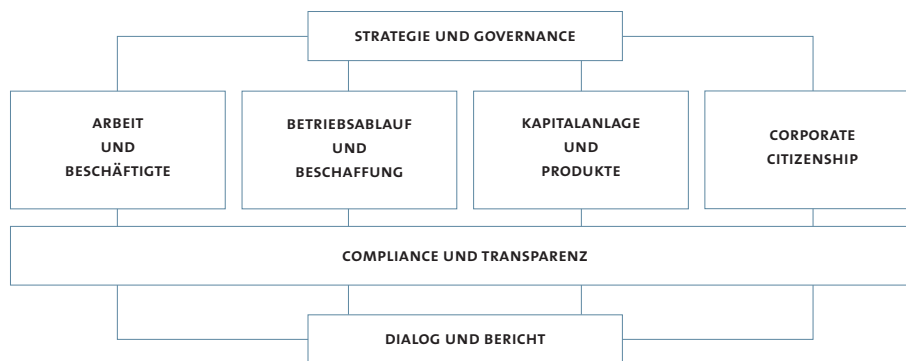 STRATEGIE UND GOVERNANCE
ARBEIT
UND
BESCHÄFTIGTE
BETRIEBSABLAUF
UND
BESCHAFFUNG
KAPITALANLAGE
UND
PRODUKTE
CORPORATE
CITIZENSHIP
COMPLIANCE UND TRANSPARENZ
DIALOG UND BERICHT